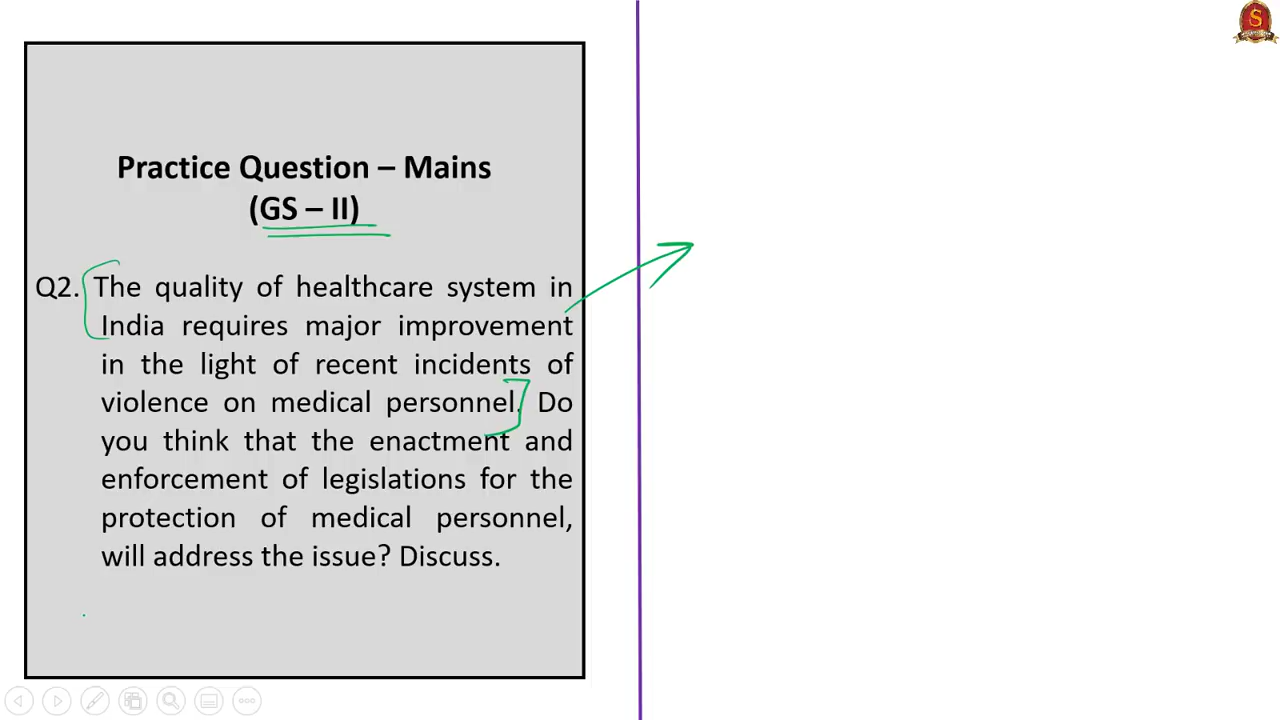 Practice Question – Mains
(GS – II)
Q2. The quality of healthcare system in
India requires major improvement
in the light of recent incidents of
violence on medical personnel. Do
you think that the enactment and
enforcement of legislations for the
protection of medical personnel,
will address the issue? Discuss.
S